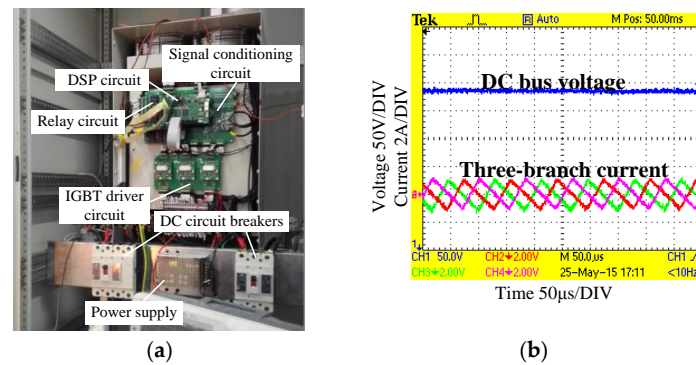 DSP circuit
Signal conditioning
circuit
Relay circuit
IGBT driver
circuit
DC circuit breakers
Power supply
(a)
Tek
R Auto
M Pos: 50.00ms
DC bus voltage
Three-branch current
Voltage 50V/DIV
Current 2A/DIV
CH1 50.0V CH2 2.00V M 50.0us CH1
CH3 2.00V CH4 2.00V 25-May-15 17:11 <10Hz
Time 50μs/DIV
(b)